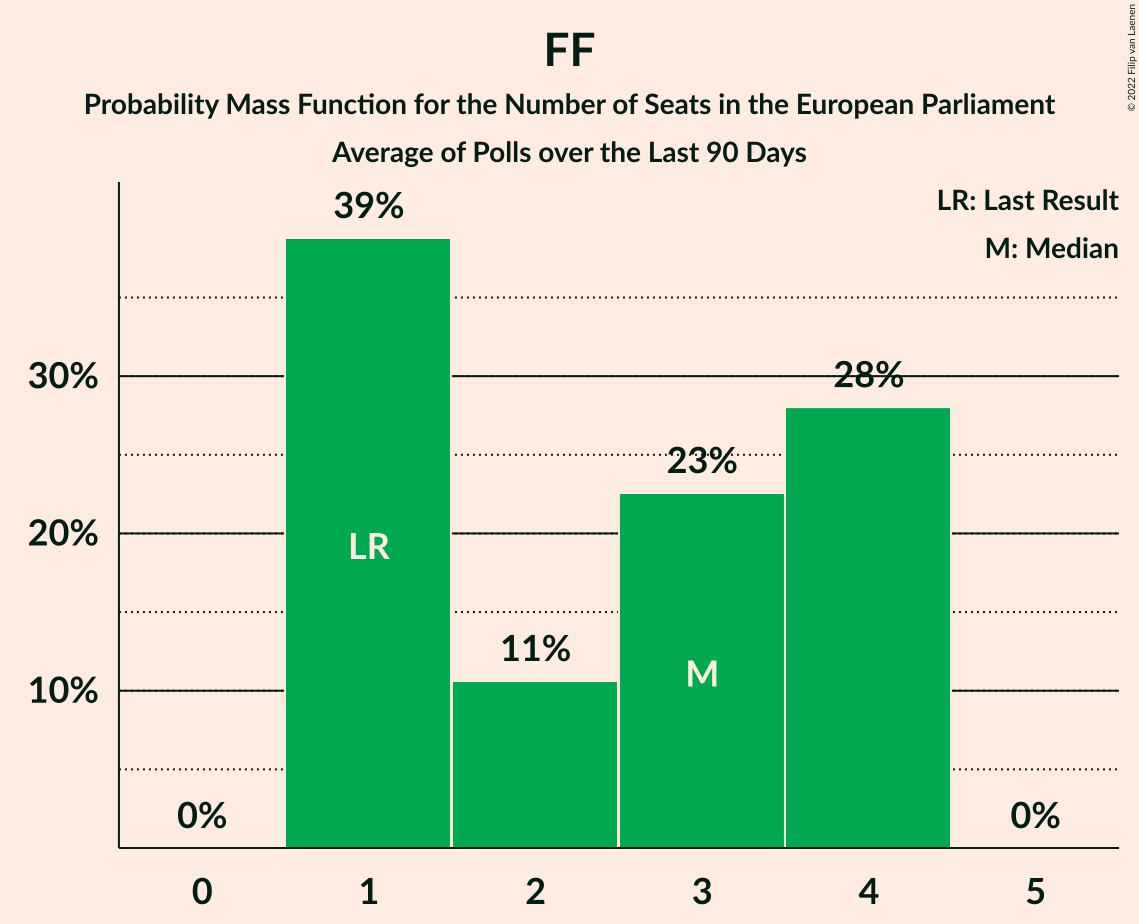 FF
Probability Mass Function for the Number of Seats in the European Parliament
Average of Polls over the Last 90 Days
© 2022 Filip van Laenen
LR: Last Result
M: Median
39%
30%
28%
23%
20%
LR
11%
M
10%
0%
0%
0 1 2 3 4 5